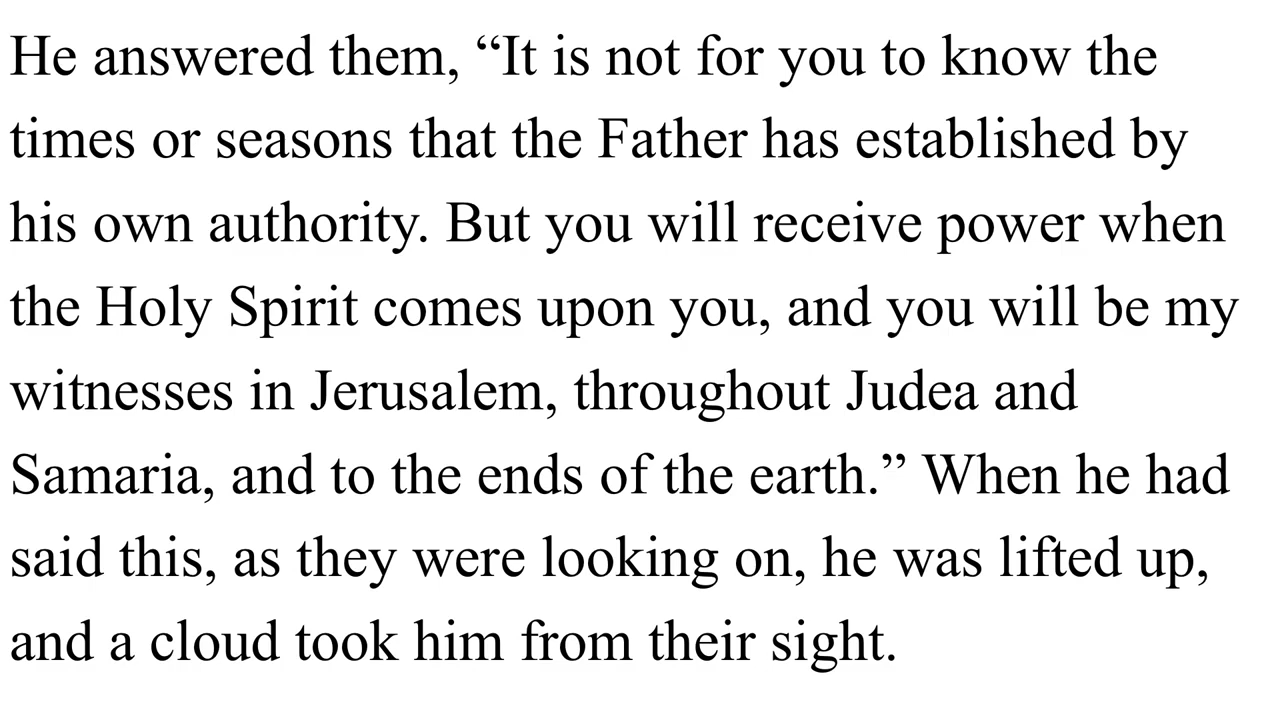 He answered them, “It is not for you to know the
times or seasons that the Father has established by
his own authority. But you will receive power when
the Holy Spirit comes upon you, and you will be my
witnesses in Jerusalem, throughout Judea and
Samaria, and to the ends of the earth.” When he had
said this, as they were looking on, he was lifted up,
and a cloud took him from their sight.